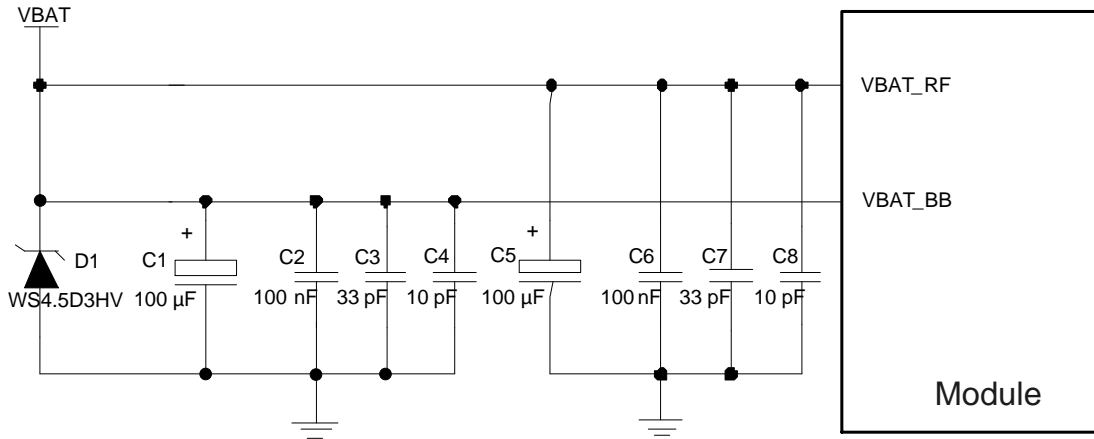 VBAT
VBAT_RF
VBAT_BB
+
+
D1
C1
C2
C3
C4
C5
C6
C7
C8
WS4.5D3HV
100 µF
100 nF
33 pF
10 pF
100 µF
100 nF
33 pF
10 pF
Module